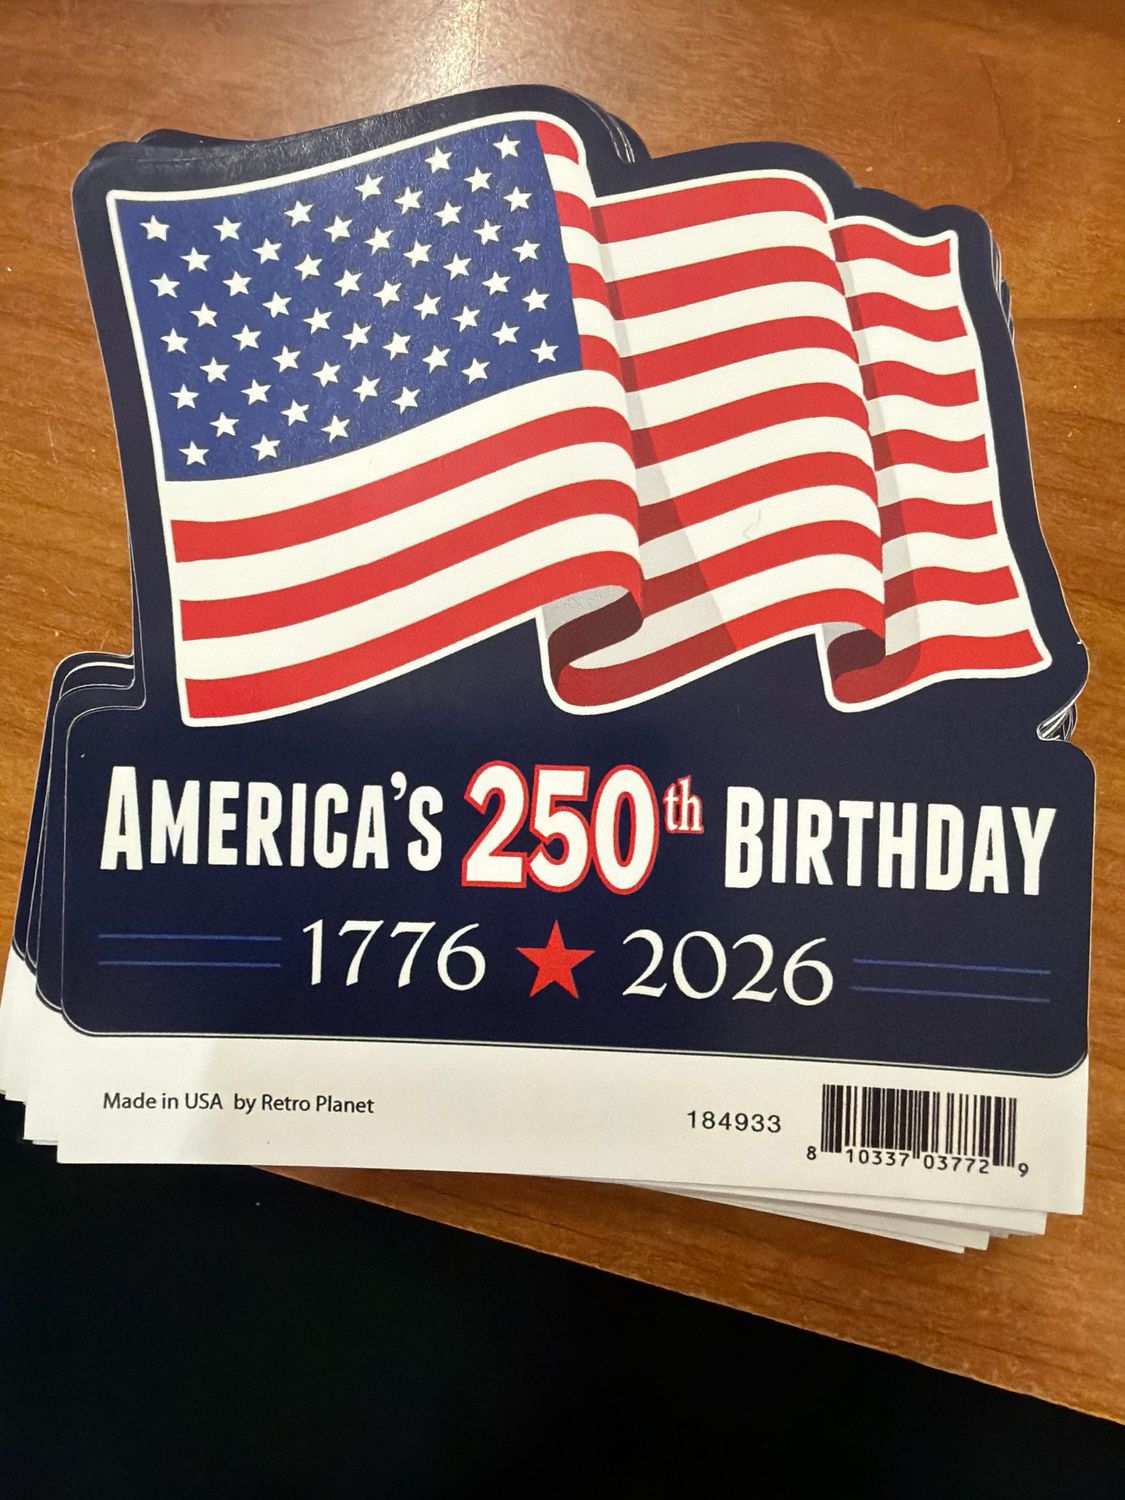 AMERICA'S 250th BIRTHDAY
1776 ★ 2026
Made in USA by Retro Planet
184933
8 10337 03772 9